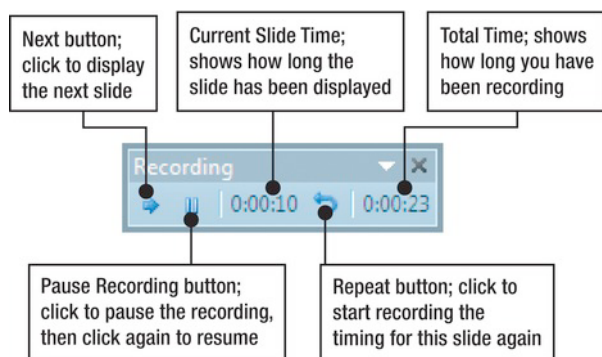 Next button;
click to display
the next slide
Current Slide Time;
shows how long the
slide has been displayed
Total Time; shows
how long you have
been recording
Recording
0:00:10
0:00:23
Pause Recording button;
click to pause the recording,
then click again to resume
Repeat button; click to
start recording the
timing for this slide again